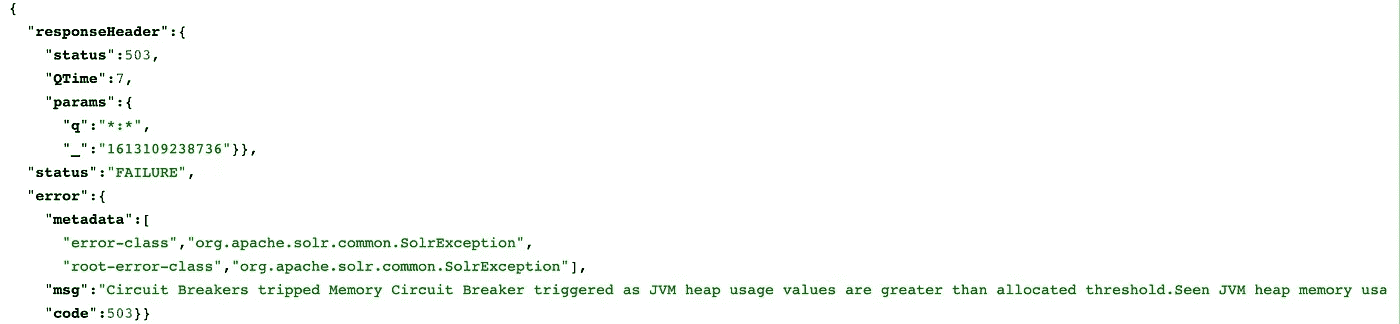 {
  "responseHeader":{
    "status":503,
    "QTime":7,
    "params":{
      "q":"*:*",
      "_":"1613109238736"}},
  "status":"FAILURE",
  "error":{
    "metadata":[
      "error-class","org.apache.solr.common.SolrException",
      "root-error-class","org.apache.solr.common.SolrException"],
    "msg":"Circuit Breakers tripped Memory Circuit Breaker triggered as JVM heap usage values are greater than allocated threshold.Seen JVM heap memory usa
    "code":503}}